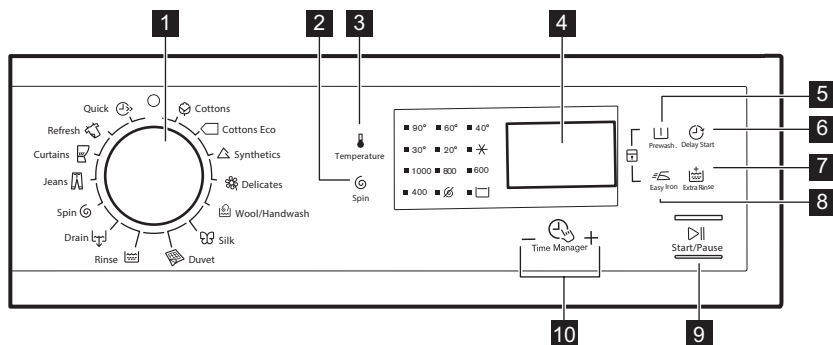 1
2
3
4
5
6
7
8
9
10
Quick
Cottons
Refresh
Cottons Eco
Curtains
Synthetics
Jeans
Delicates
Spin
Wool/Handwash
Drain
Silk
Rinse
Duvet
Temperature
Spin
90° 60° 40°
30° 20°
1000 800 600
400
Prewash.
Delay Start
Easy Iron
Extra Rinse
Start/Pause
− Time Manager +